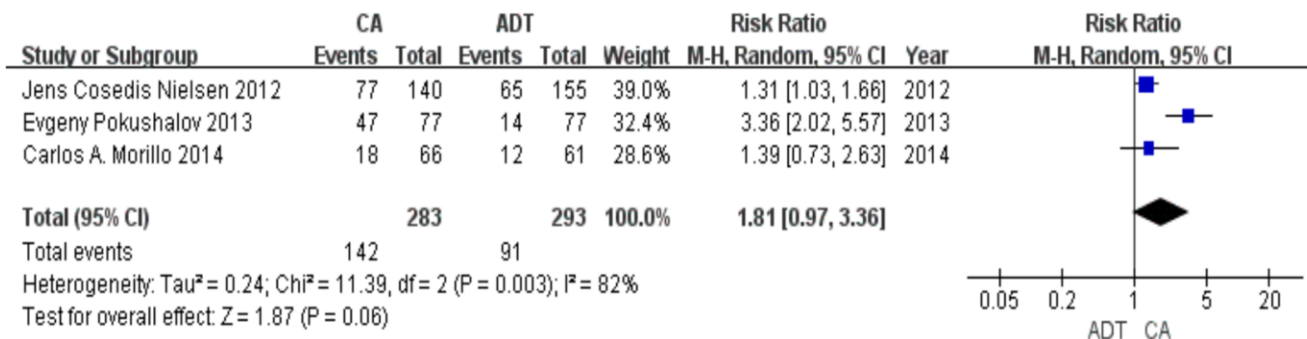 CA ADT Risk Ratio Risk Ratio
Study or Subgroup Events Total Events Total Weight M-H, Random, 95% CI Year M-H, Random, 95% CI
Jens Cosedis Nielsen 2012 77 140 65 155 39.0% 1.31 [1.03, 1.66] 2012
Evgeny Pokushalov 2013 47 77 14 77 32.4% 3.36 [2.02, 5.57] 2013
Carlos A. Morillo 2014 18 66 12 61 28.6% 1.39 [0.73, 2.63] 2014
Total (95% CI) 283 293 100.0% 1.81 [0.97, 3.36]
Total events 142 91
Heterogeneity: Tau² = 0.24; Chi² = 11.39, df = 2 (P = 0.003); I² = 82%
Test for overall effect: Z = 1.87 (P = 0.06)
0.05 0.2 1 5 20
ADT CA